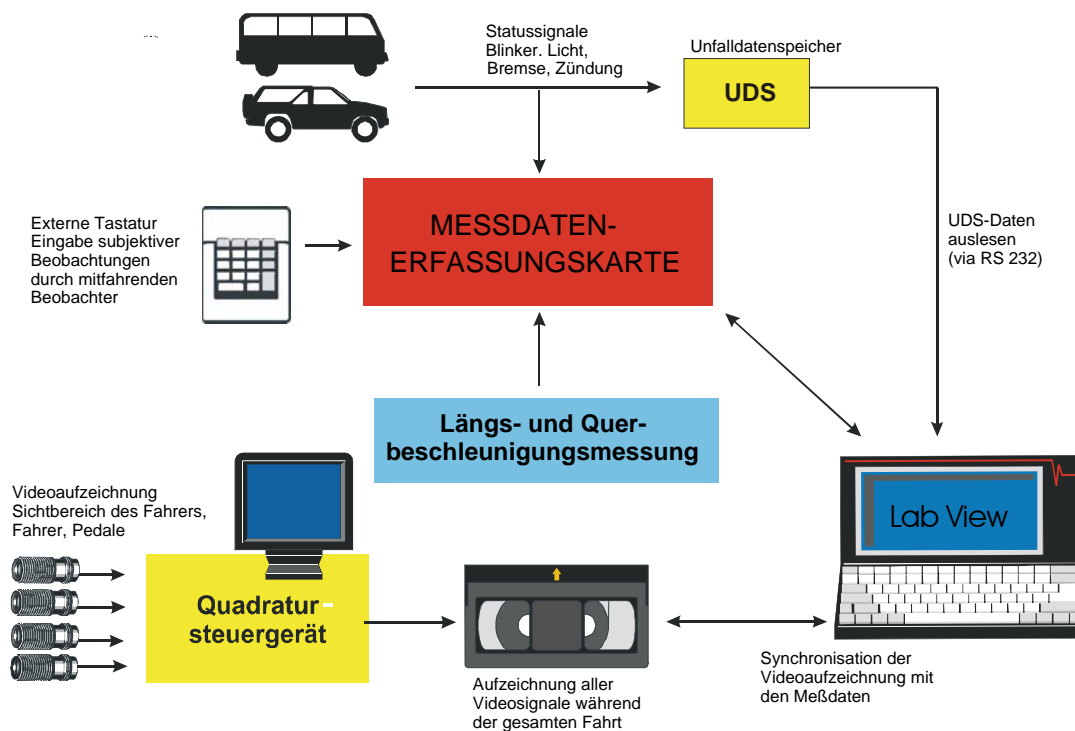 Statussignale
Blinker. Licht,
Bremse, Zündung
Unfalldatenspeicher
UDS
Externe Tastatur
Eingabe subjektiver
Beobachtungen
durch mitfahrenden
Beobachter
MESSDATEN-
ERFASSUNGSKARTE
UDS-Daten
auslesen
(via RS 232)
Längs- und Quer-
beschleunigungsmessung
Videoaufzeichnung
Sichtbereich des Fahrers,
Fahrer, Pedale
Quadratur-
steuergerät
Lab View
Aufzeichnung aller
Videosignale während
der gesamten Fahrt
Synchronisation der
Videoaufzeichnung mit
den Meßdaten